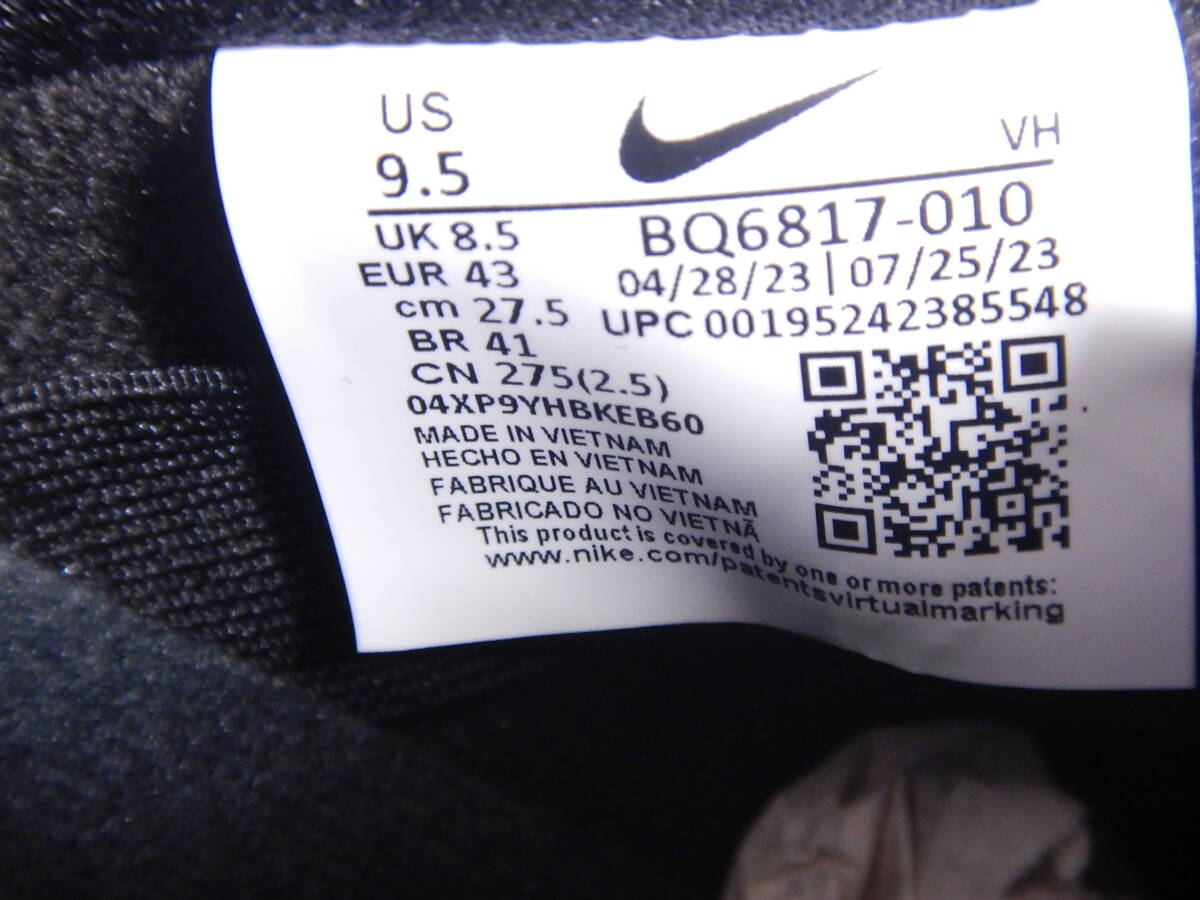 US
9.5
VH
UK 8.5
EUR 43
cm 27.5
BR 41
CN 275(2.5)
BQ6817-010
04/28/23 | 07/25/23
UPC 001952423855​48
04XP9YHBKEB60
MADE IN VIETNAM
HECHO EN VIETNAM
FABRIQUE AU VIETNAM
FABRICADO NO VIETNÃ
This product is covered by one or more patents:
www.nike.com/patentsvirtualmarking